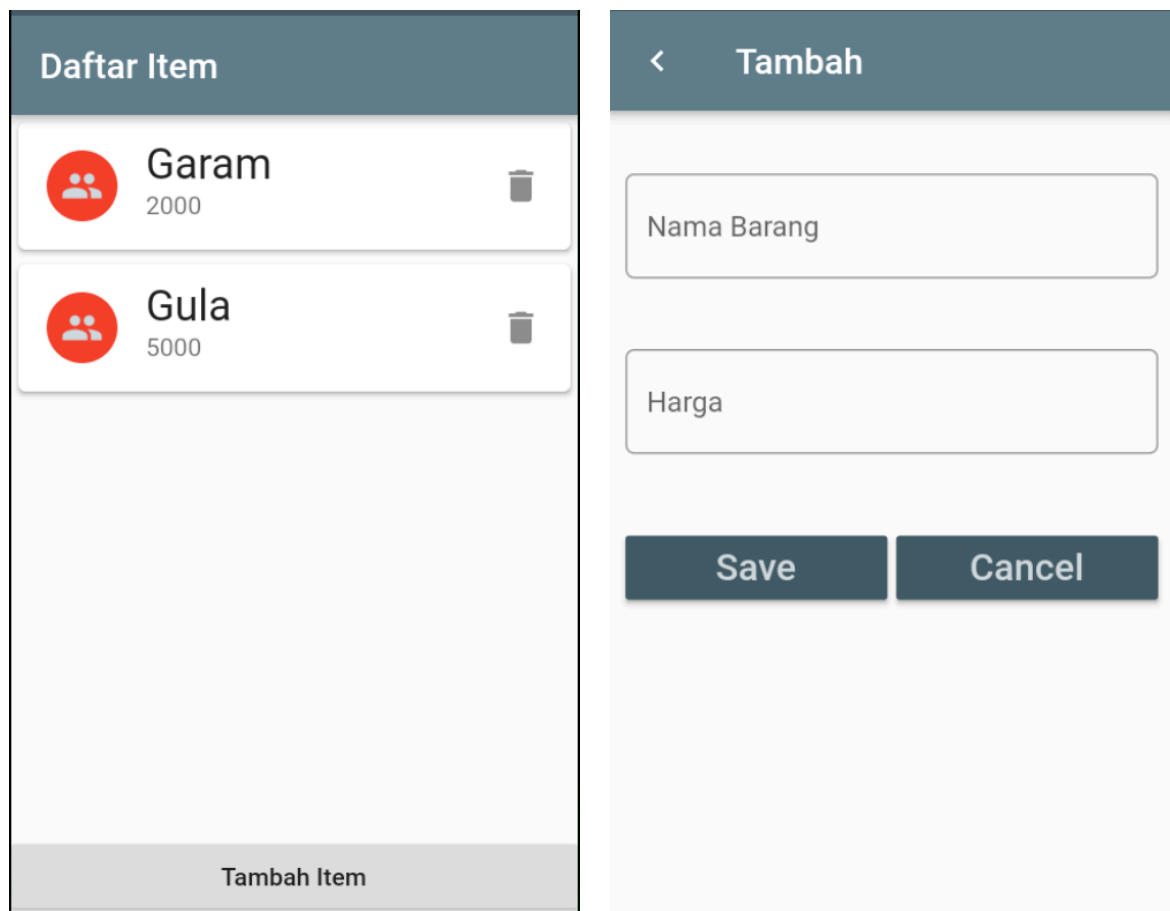 Daftar Item
Garam
2000
Gula
5000
Tambah Item
Tambah
Nama Barang
Harga
Save
Cancel